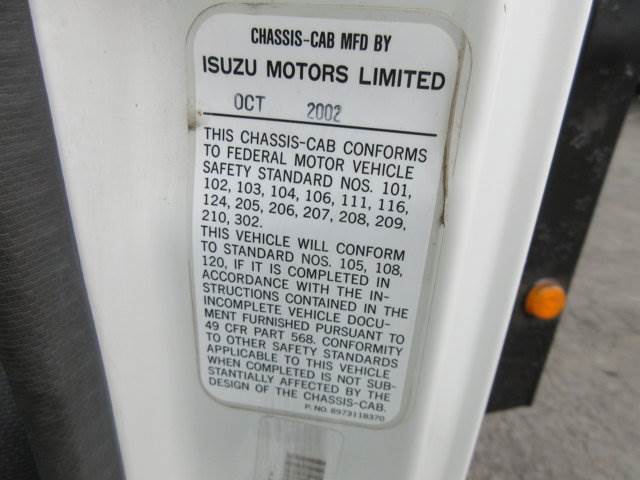 CHASSIS-CAB MFD BY
ISUZU MOTORS LIMITED
OCT 2002
THIS CHASSIS-CAB CONFORMS
TO FEDERAL MOTOR VEHICLE
SAFETY STANDARD NOS. 101,
102, 103, 104, 106, 111, 116,
124, 205, 206, 207, 208, 209,
210, 302.
THIS VEHICLE WILL CONFORM
TO STANDARD NOS. 105, 108,
120, IF IT IS COMPLETED IN
ACCORDANCE WITH THE IN-
STRUCTIONS CONTAINED IN THE
INCOMPLETE VEHICLE DOCU-
MENT FURNISHED PURSUANT TO
49 CFR PART 568. CONFORMITY
TO OTHER SAFETY STANDARDS
APPLICABLE TO THIS VEHICLE
WHEN COMPLETED IS NOT SUB-
STANTIALLY AFFECTED BY THE
DESIGN OF THE CHASSIS-CAB.
P. NO. 8973118370